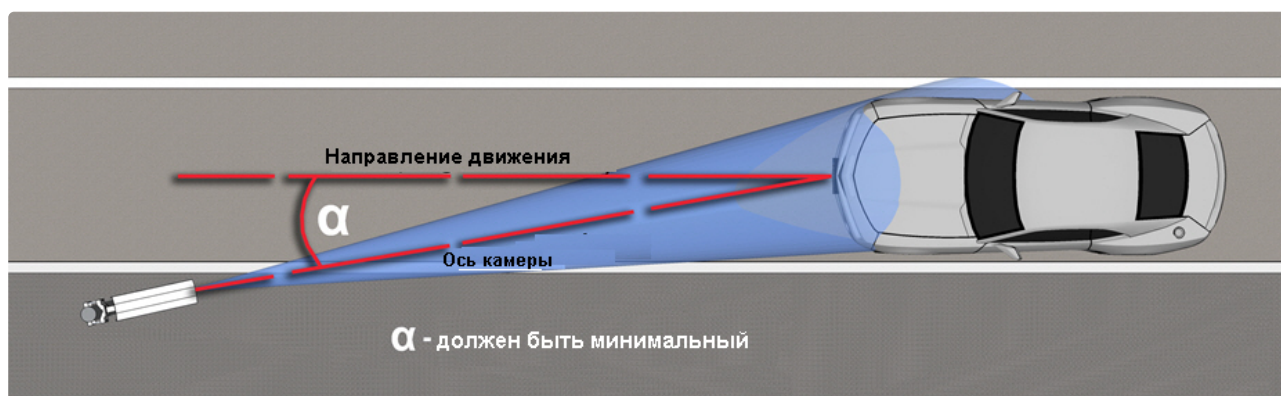 Направление движения
α
Ось камеры
α - должен быть минимальный